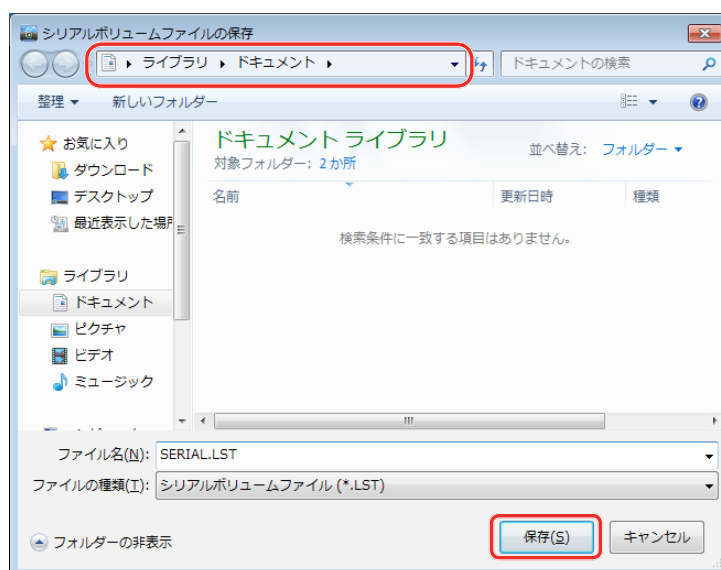 シリアルボリュームファイルの保存
ライブラリ ドキュメント
ドキュメントの検索
整理 新しいフォルダー
お気に入り
ダウンロード
デスクトップ
最近表示した場所
ライブラリ
ドキュメント
ピクチャ
ビデオ
ミュージック
ドキュメント ライブラリ
対象フォルダー: 2 か所
並べ替え: フォルダー
名前 更新日時 種類
検索条件に一致する項目はありません。
ファイル名(N): SERIAL.LST
ファイルの種類(T): シリアルボリュームファイル (*.LST)
フォルダーの非表示
保存(S) キャンセル